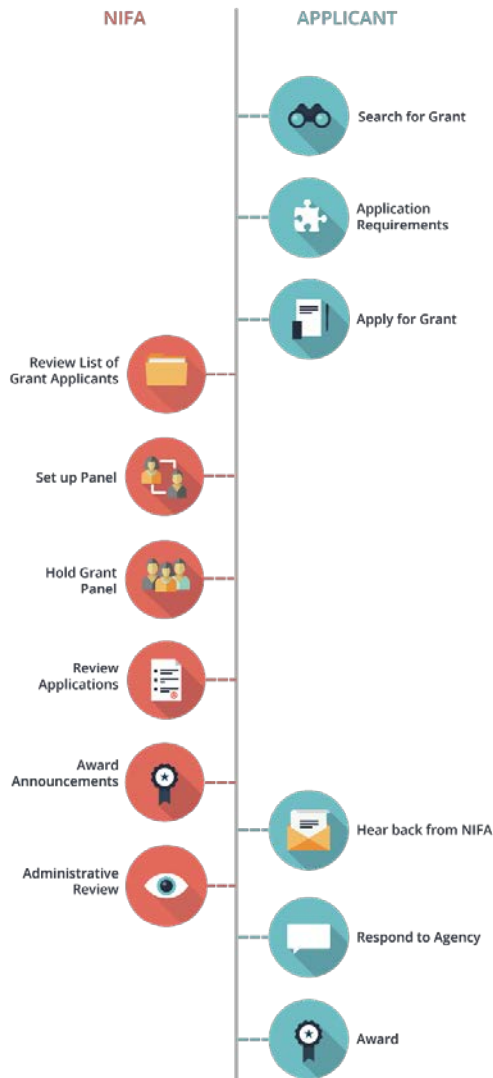 NIFA
APPLICANT
Search for Grant
Application
Requirements
Apply for Grant
Review List of
Grant Applicants
Set up Panel
Hold Grant
Panel
Review
Applications
Award
Announcements
Hear back from NIFA
Administrative
Review
Respond to Agency
Award